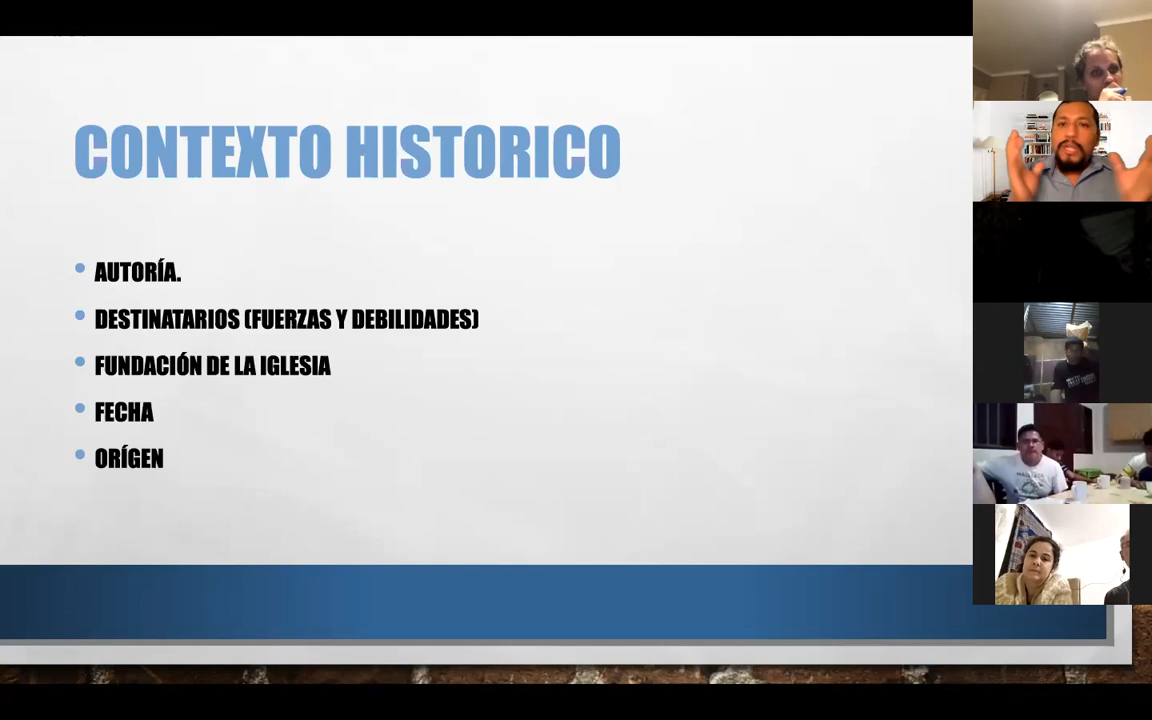 CONTEXTO HISTORICO
AUTORÍA.
DESTINATARIOS (FUERZAS Y DEBILIDADES)
FUNDACIÓN DE LA IGLESIA
FECHA
ORÍGEN